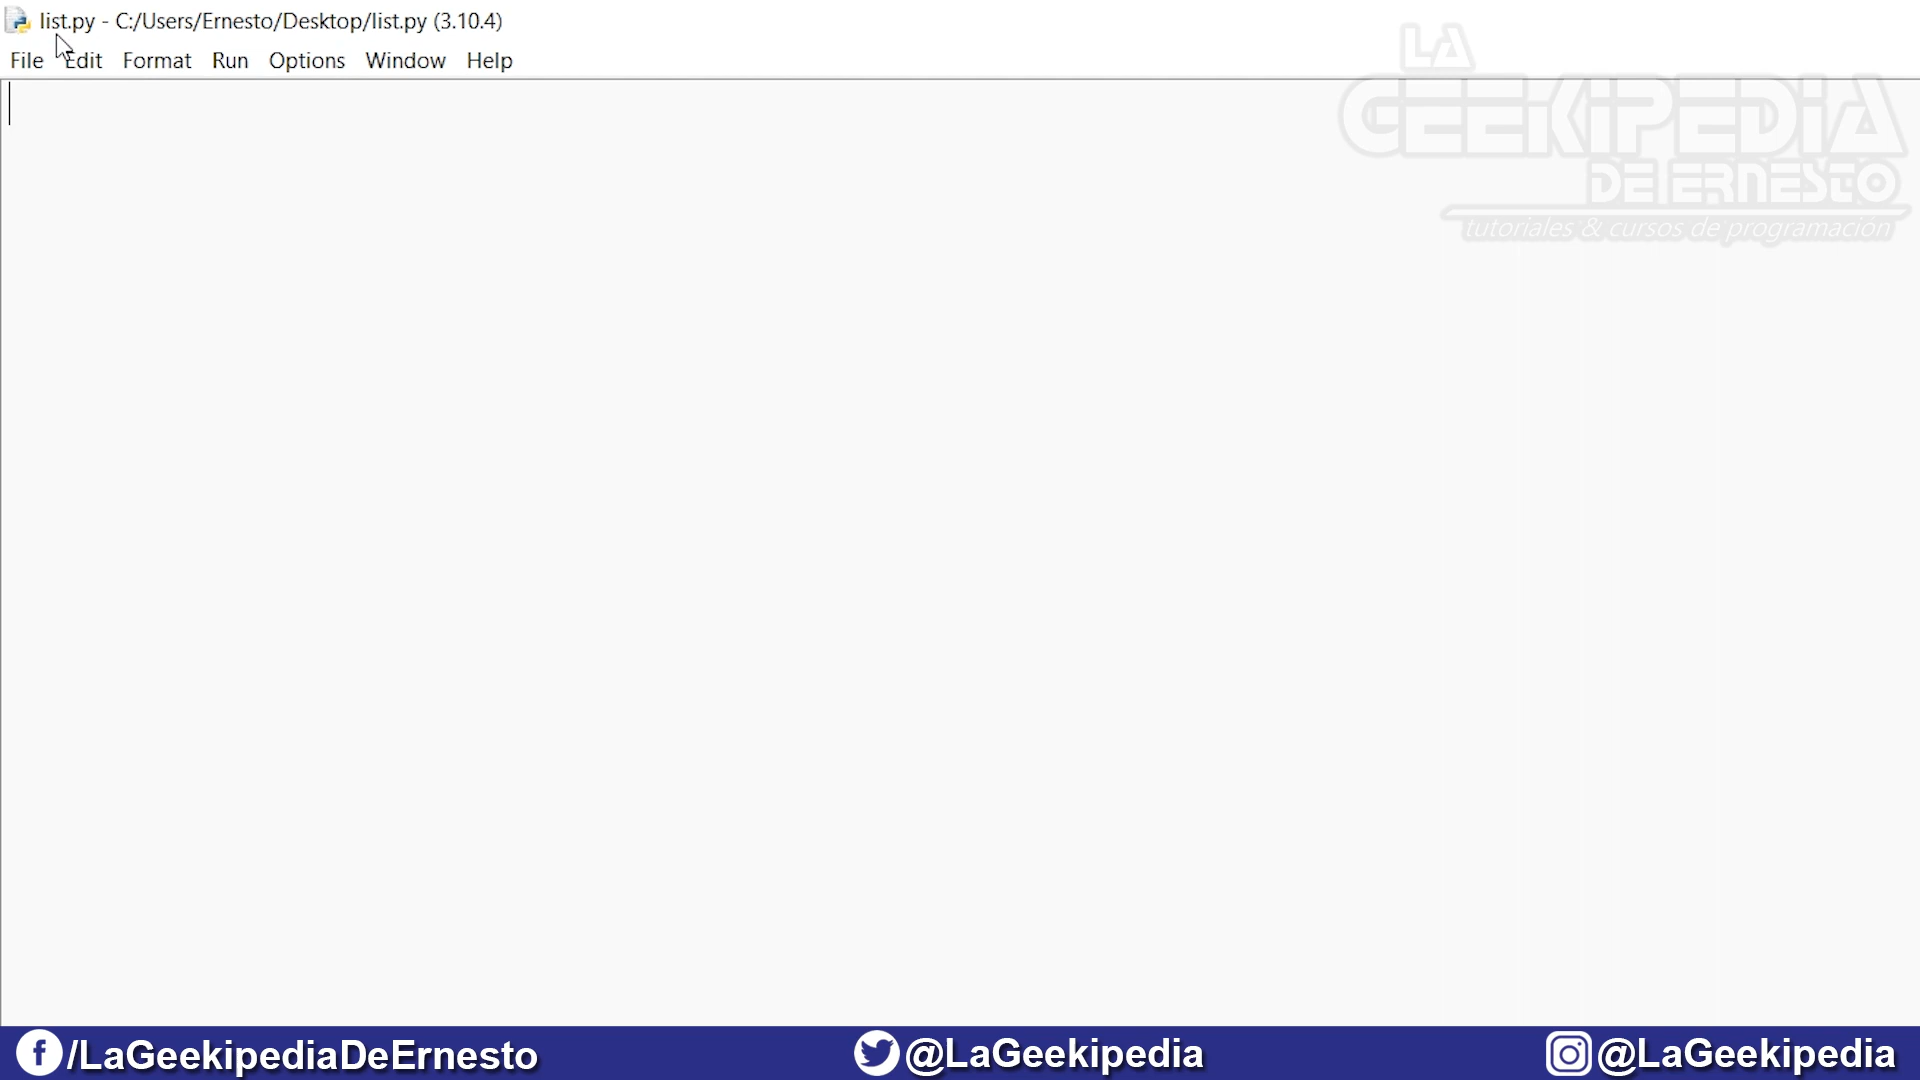 list.py - C:/Users/Ernesto/Desktop/list.py (3.10.4)
File Edit Format Run Options Window Help
LA
GEEKIPEDIA
DE ERNESTO
tutoriales & cursos de programación
/LaGeekipediaDeErnesto @LaGeekipedia @LaGeekipedia